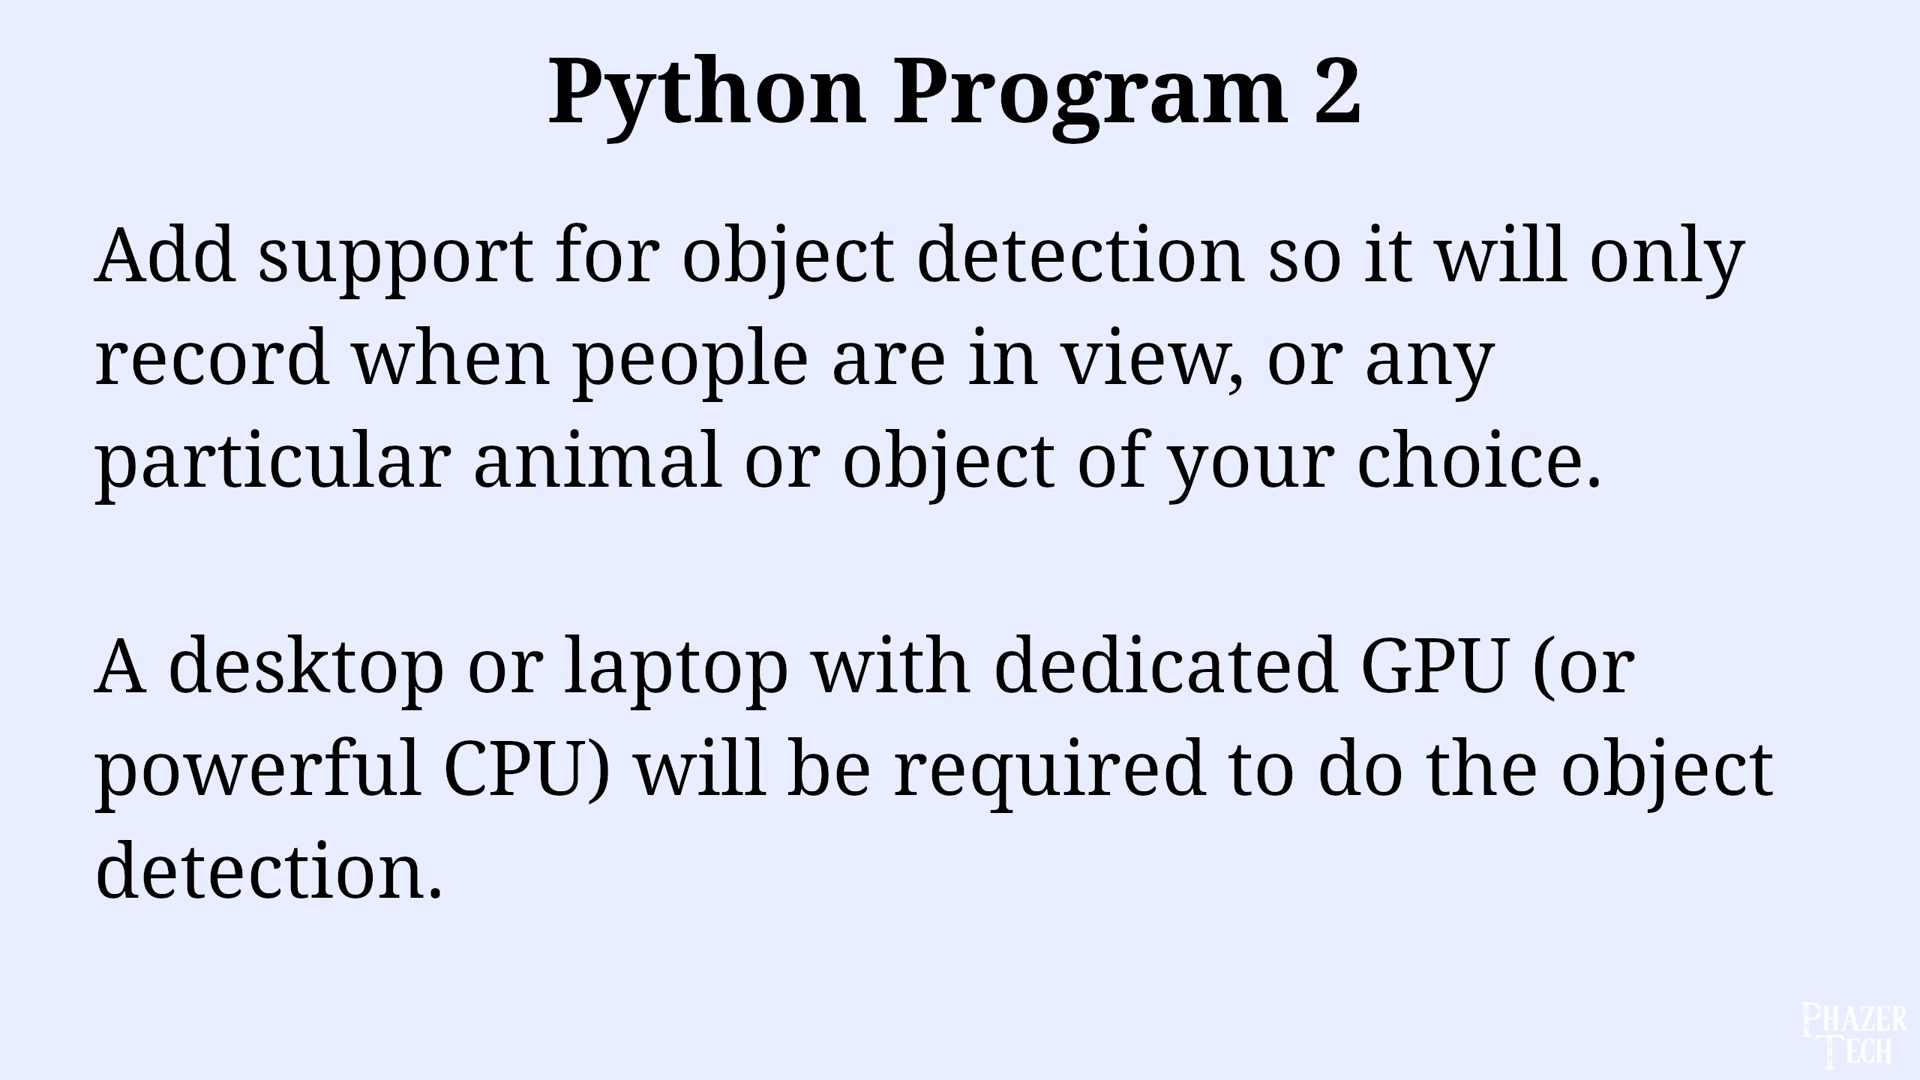 Python Program 2
Add support for object detection so it will only
record when people are in view, or any
particular animal or object of your choice.
A desktop or laptop with dedicated GPU (or
powerful CPU) will be required to do the object
detection.
PHAZER
TECH